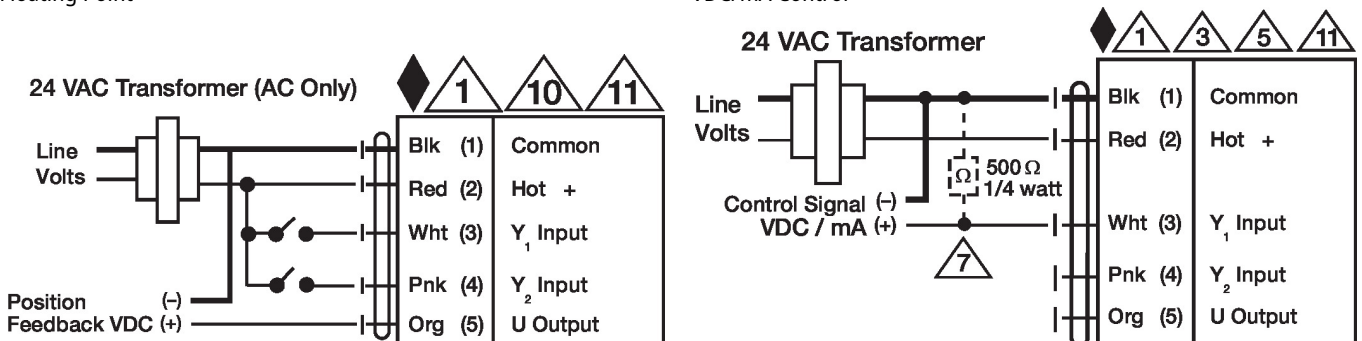 24 VAC Transformer (AC Only)
1
10
11
Line
Volts
Blk (1) Common
Red (2) Hot +
Wht (3) Y1 Input
Pnk (4) Y2 Input
Org (5) U Output
Position (-)
Feedback VDC (+)
24 VAC Transformer
1
3
5
11
Line
Volts
Blk (1) Common
Red (2) Hot +
Ω
500 Ω
1/4 watt
Control Signal (-)
VDC / mA (+)
7
Wht (3) Y1 Input
Pnk (4) Y2 Input
Org (5) U Output